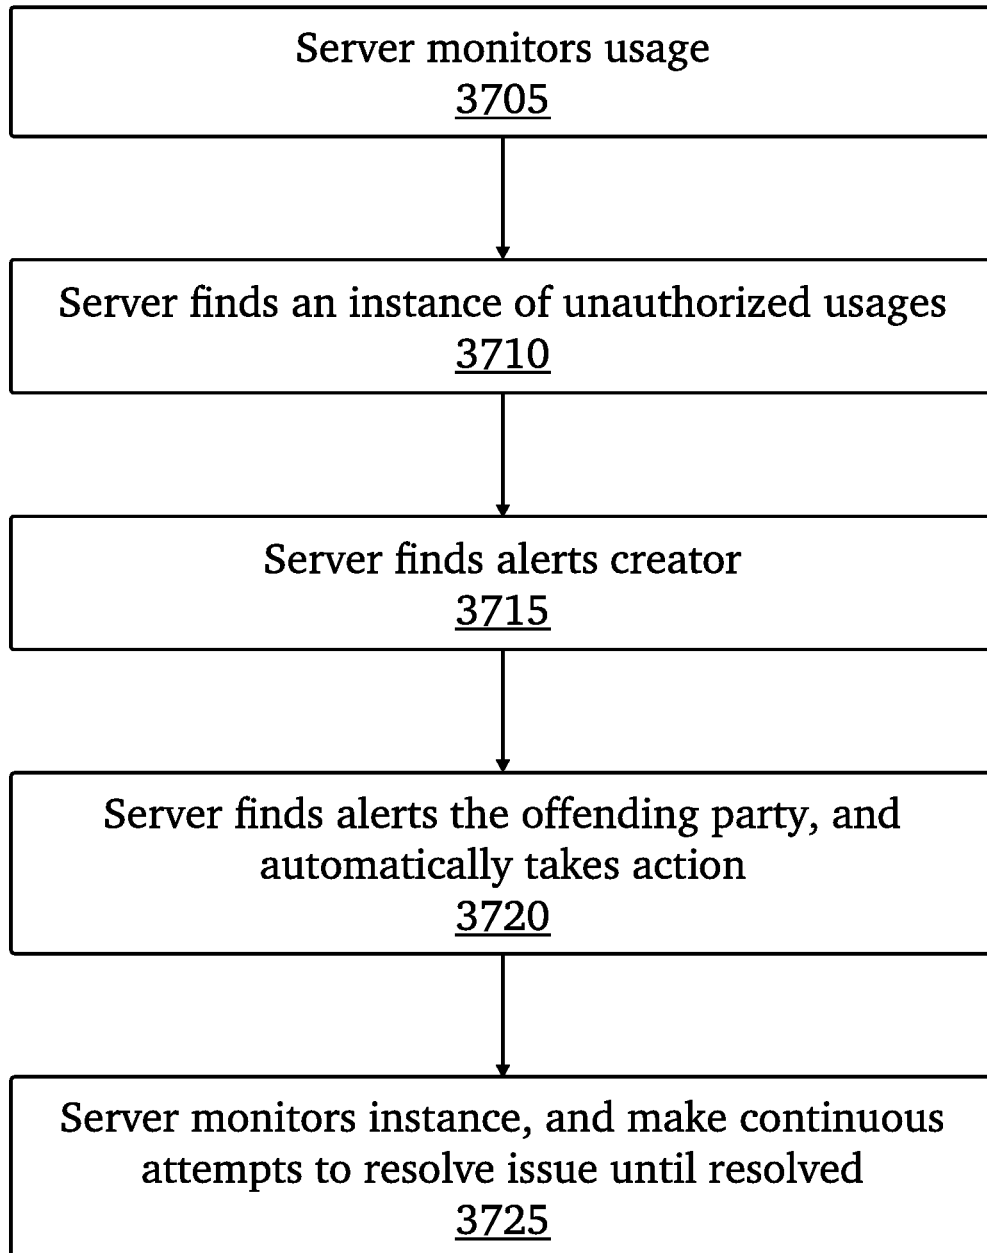 Server monitors usage
3705
Server finds an instance of unauthorized usages
3710
Server finds alerts creator
3715
Server finds alerts the offending party, and
automatically takes action
3720
Server monitors instance, and make continuous
attempts to resolve issue until resolved
3725